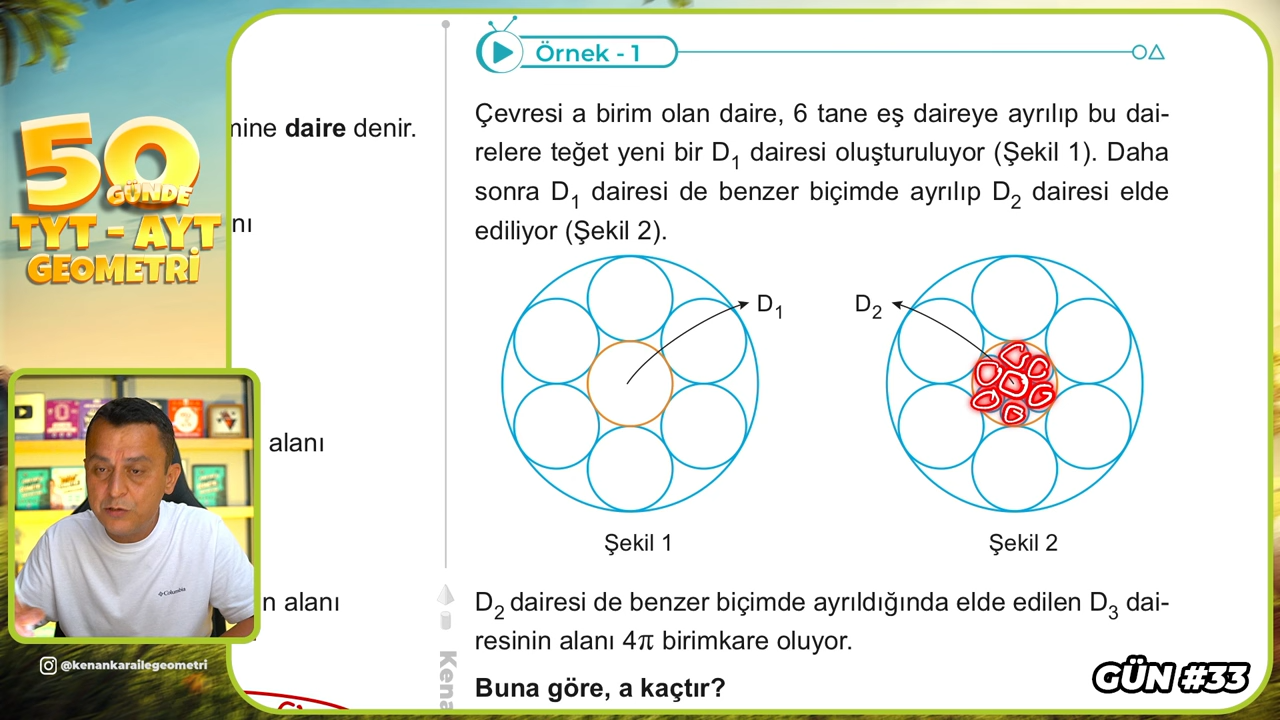 50
GÜNDE
TYT - AYT
GEOMETRİ
mine daire denir.
nı
alanı
n alanı
@kenankarailegeometri
Columbia
Örnek - 1
Çevresi a birim olan daire, 6 tane eş daireye ayrılıp bu dai-
relere teğet yeni bir D1 dairesi oluşturuluyor (Şekil 1). Daha
sonra D1 dairesi de benzer biçimde ayrılıp D2 dairesi elde
ediliyor (Şekil 2).
D1
D2
Şekil 1
Şekil 2
D2 dairesi de benzer biçimde ayrıldığında elde edilen D3 dai-
resinin alanı 4π birimkare oluyor.
Buna göre, a kaçtır?
Kena
GÜN #33